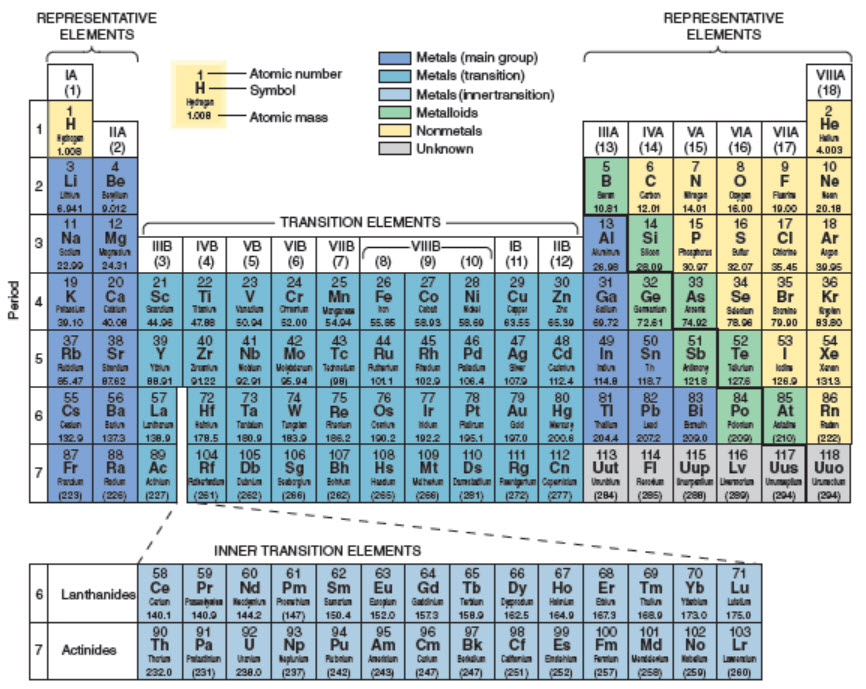 REPRESENTATIVE ELEMENTS
REPRESENTATIVE ELEMENTS
1 Atomic number
H Symbol
Hydrogen
1.008 Atomic mass
Metals (main group)
Metals (transition)
Metals (innertransition)
Metalloids
Nonmetals
Unknown
IA VIIIA
(1) (18)
IIA IIIA IVA VA VIA VIIA
(2) (13) (14) (15) (16) (17)
Period
1 1 2
H He
Hydrogen Helium
1.008 4.003
2 3 4 5 6 7 8 9 10
Li Be B C N O F Ne
Lithium Beryllium Boron Carbon Nitrogen Oxygen Fluorine Neon
6.941 9.012 10.81 12.01 14.01 16.00 19.00 20.18
TRANSITION ELEMENTS
IIIB IVB VB VIB VIIB VIIIB IB IIB
(3) (4) (5) (6) (7) (8) (9) (10) (11) (12)
3 11 12 13 14 15 16 17 18
Na Mg Al Si P S Cl Ar
Sodium Magnesium Aluminum Silicon Phosphorus Sulfur Chlorine Argon
22.99 24.31 26.98 28.09 30.97 32.07 35.45 39.95
4 19 20 21 22 23 24 25 26 27 28 29 30 31 32 33 34 35 36
K Ca Sc Ti V Cr Mn Fe Co Ni Cu Zn Ga Ge As Se Br Kr
Potassium Calcium Scandium Titanium Vanadium Chromium Manganese Iron Cobalt Nickel Copper Zinc Gallium Germanium Arsenic Selenium Bromine Krypton
39.10 40.08 44.96 47.88 50.94 52.00 54.94 55.85 58.93 58.69 63.55 65.39 69.72 72.61 74.92 78.96 79.90 83.80
5 37 38 39 40 41 42 43 44 45 46 47 48 49 50 51 52 53 54
Rb Sr Y Zr Nb Mo Tc Ru Rh Pd Ag Cd In Sn Sb Te I Xe
Rubidium Strontium Yttrium Zirconium Niobium Molybdenum Technetium Rhodium Palladium Silver Cadmium Indium Tin Antimony Tellurium Iodine Xenon
85.47 87.62 88.91 91.22 92.91 95.94 (98) 101.1 102.9 106.4 107.9 112.4 114.8 118.7 121.8 127.6 126.9 131.3
6 55 56 57 72 73 74 75 76 77 78 79 80 81 82 83 84 85 86
Cs Ba La Hf Ta W Re Os Ir Pt Au Hg Tl Pb Bi Po At Rn
Cesium Barium Hafnium Tantalum Tungsten Rhenium Osmium Iridium Platinum Gold Mercury Thallium Lead Bismuth Polonium Astatine Radon
132.9 137.3 138.9 178.5 180.9 183.9 186.2 190.2 192.2 195.1 197.0 200.6 204.4 207.2 209.0 (209) (210) (222)
7 87 88 89 104 105 106 107 108 109 110 111 112 113 114 115 116 117 118
Fr Ra Ac Rf Db Sg Bh Hs Mt Ds Rg Cn Uut Fl Uup Lv Uus Uuo
Francium Radium Actinium Rutherfordium Dubnium Seaborgium Bohrium Hassium Meitnerium Darmstadtium Roentgenium Copernicium Flerovium Ununpentium Livermorium Ununseptium
(223) (226) (227) (261) (262) (266) (262) (265) (266) (281) (272) (277) (284) (285) (288) (289) (294) (294)
INNER TRANSITION ELEMENTS
6 Lanthanides 58 59 60 61 62 63 64 65 66 67 68 69 70 71
Ce Pr Nd Pm Sm Eu Gd Tb Dy Ho Er Tm Yb Lu
Cerium Neodymium Promethium Samarium Europium Gadolinium Terbium Dysprosium Holmium Erbium Ytterbium Lutetium
140.1 140.9 144.2 (147) 150.4 152.0 157.3 158.9 162.5 164.9 167.3 168.9 173.0 175.0
7 Actinides 90 91 92 93 94 95 96 97 98 99 100 101 102 103
Th Pa U Np Pu Am Cm Bk Cf Es Fm Md No Lr
Thorium Protactinium Uranium Neptunium Plutonium Americium Curium Berkelium Californium Einsteinium Fermium Mendelevium Nobelium Lawrencium
232.0 (231) 238.0 (237) (242) (243) (247) (247) (251) (252) (257) (258) (259) (260)